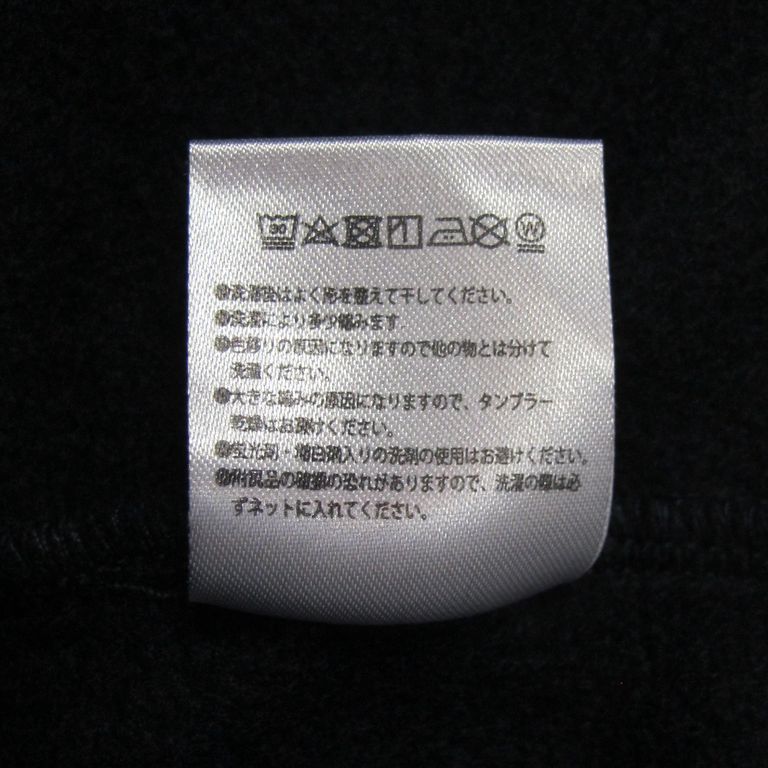 30
W
●洗濯後はよく形を整えて干してください。
●洗濯により多少縮みます
●色移りの原因になりますので他の物とは分けて
洗濯ください。
●大きな縮みの原因になりますので、タンブラー
乾燥はお避けください。
●蛍光剤・増白剤入りの洗剤の使用はお避けください。
●付属品の破損の恐れがありますので、洗濯の際は必
ずネットに入れてください。